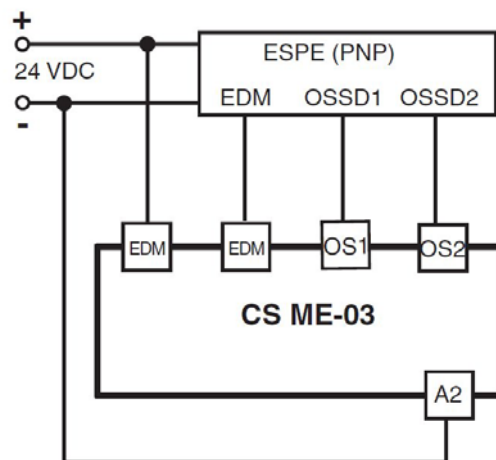 +
ESPE (PNP)
24 VDC
EDM OSSD1 OSSD2
-
EDM EDM OS1 OS2
CS ME-03
A2